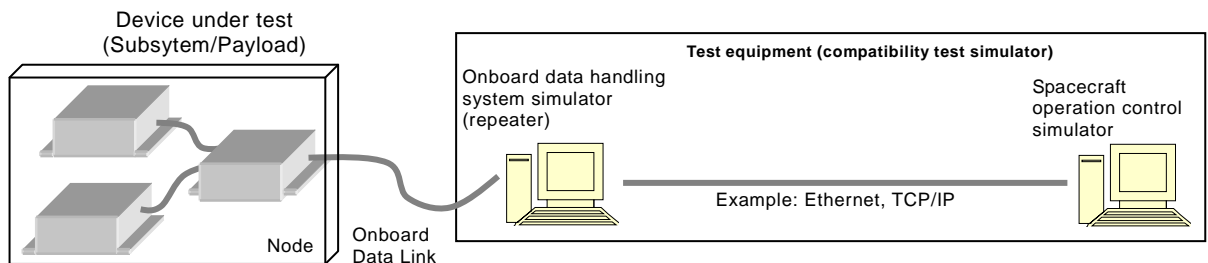 Device under test
(Subsytem/Payload)
Node
Onboard
Data Link
Test equipment (compatibility test simulator)
Onboard data handling
system simulator
(repeater)
Example: Ethernet, TCP/IP
Spacecraft
operation control
simulator